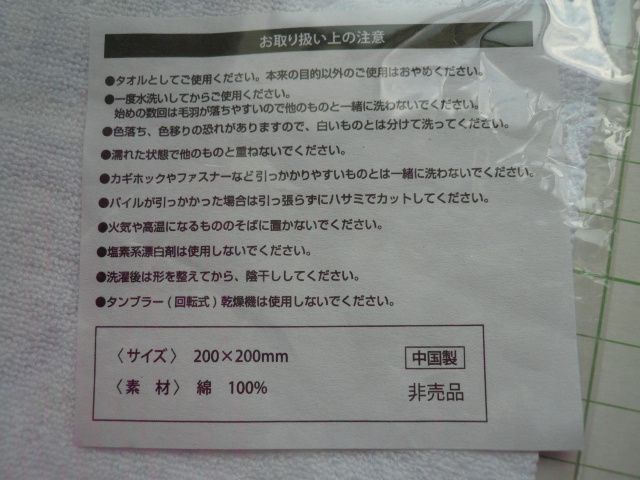 お取り扱い上の注意
●タオルとしてご使用ください。本来の目的以外のご使用はおやめください。
●一度水洗いしてからご使用ください。
始めの数回は毛羽が落ちやすいので他のものと一緒に洗わないでください。
●色落ち、色移りの恐れがありますので、白いものとは分けて洗ってください。
●濡れた状態で他のものと重ねないでください。
●カギホックやファスナーなど引っかかりやすいものとは一緒に洗わないでください。
●パイルが引っかかった場合は引っ張らずにハサミでカットしてください。
●火気や高温になるもののそばに置かないでください。
●塩素系漂白剤は使用しないでください。
●洗濯後は形を整えてから、陰干ししてください。
●タンブラー(回転式)乾燥機は使用しないでください。
〈サイズ〉 200×200mm 中国製
〈素 材〉 綿 100% 非売品